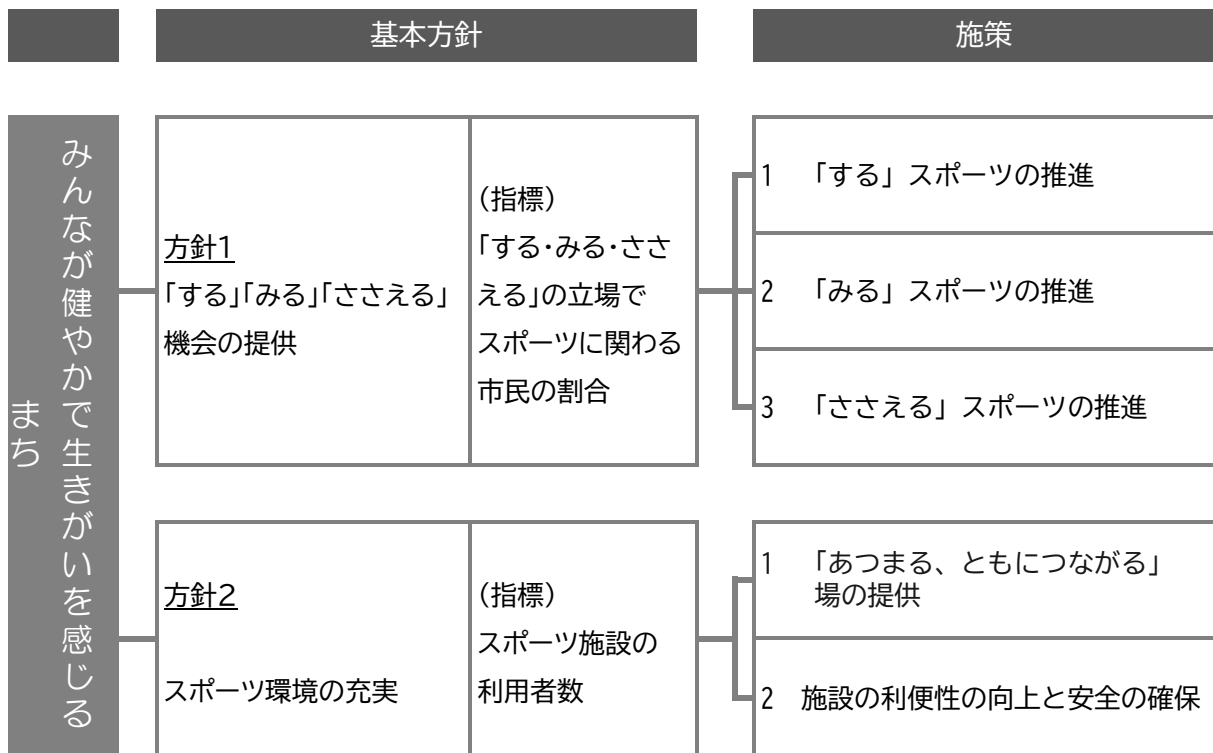 基本方針
施策
みんなが健やかで生きがいを感じる
まち
方針1
「する」「みる」「ささえる」
機会の提供
(指標)
「する・みる・ささ
える」の立場で
スポーツに関わる
市民の割合
1 「する」スポーツの推進
2 「みる」スポーツの推進
3 「ささえる」スポーツの推進
方針2
スポーツ環境の充実
(指標)
スポーツ施設の
利用者数
1 「あつまる、ともにつながる」
場の提供
2 施設の利便性の向上と安全の確保